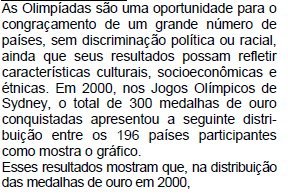 As Olimpíadas são uma oportunidade para o
congraçamento de um grande número de
países, sem discriminação política ou racial,
ainda que seus resultados possam refletir
características culturais, socioeconômicas e
étnicas. Em 2000, nos Jogos Olímpicos de
Sydney, o total de 300 medalhas de ouro
conquistadas apresentou a seguinte distri-
buição entre os 196 países participantes
como mostra o gráfico.
Esses resultados mostram que, na distribuição
das medalhas de ouro em 2000,